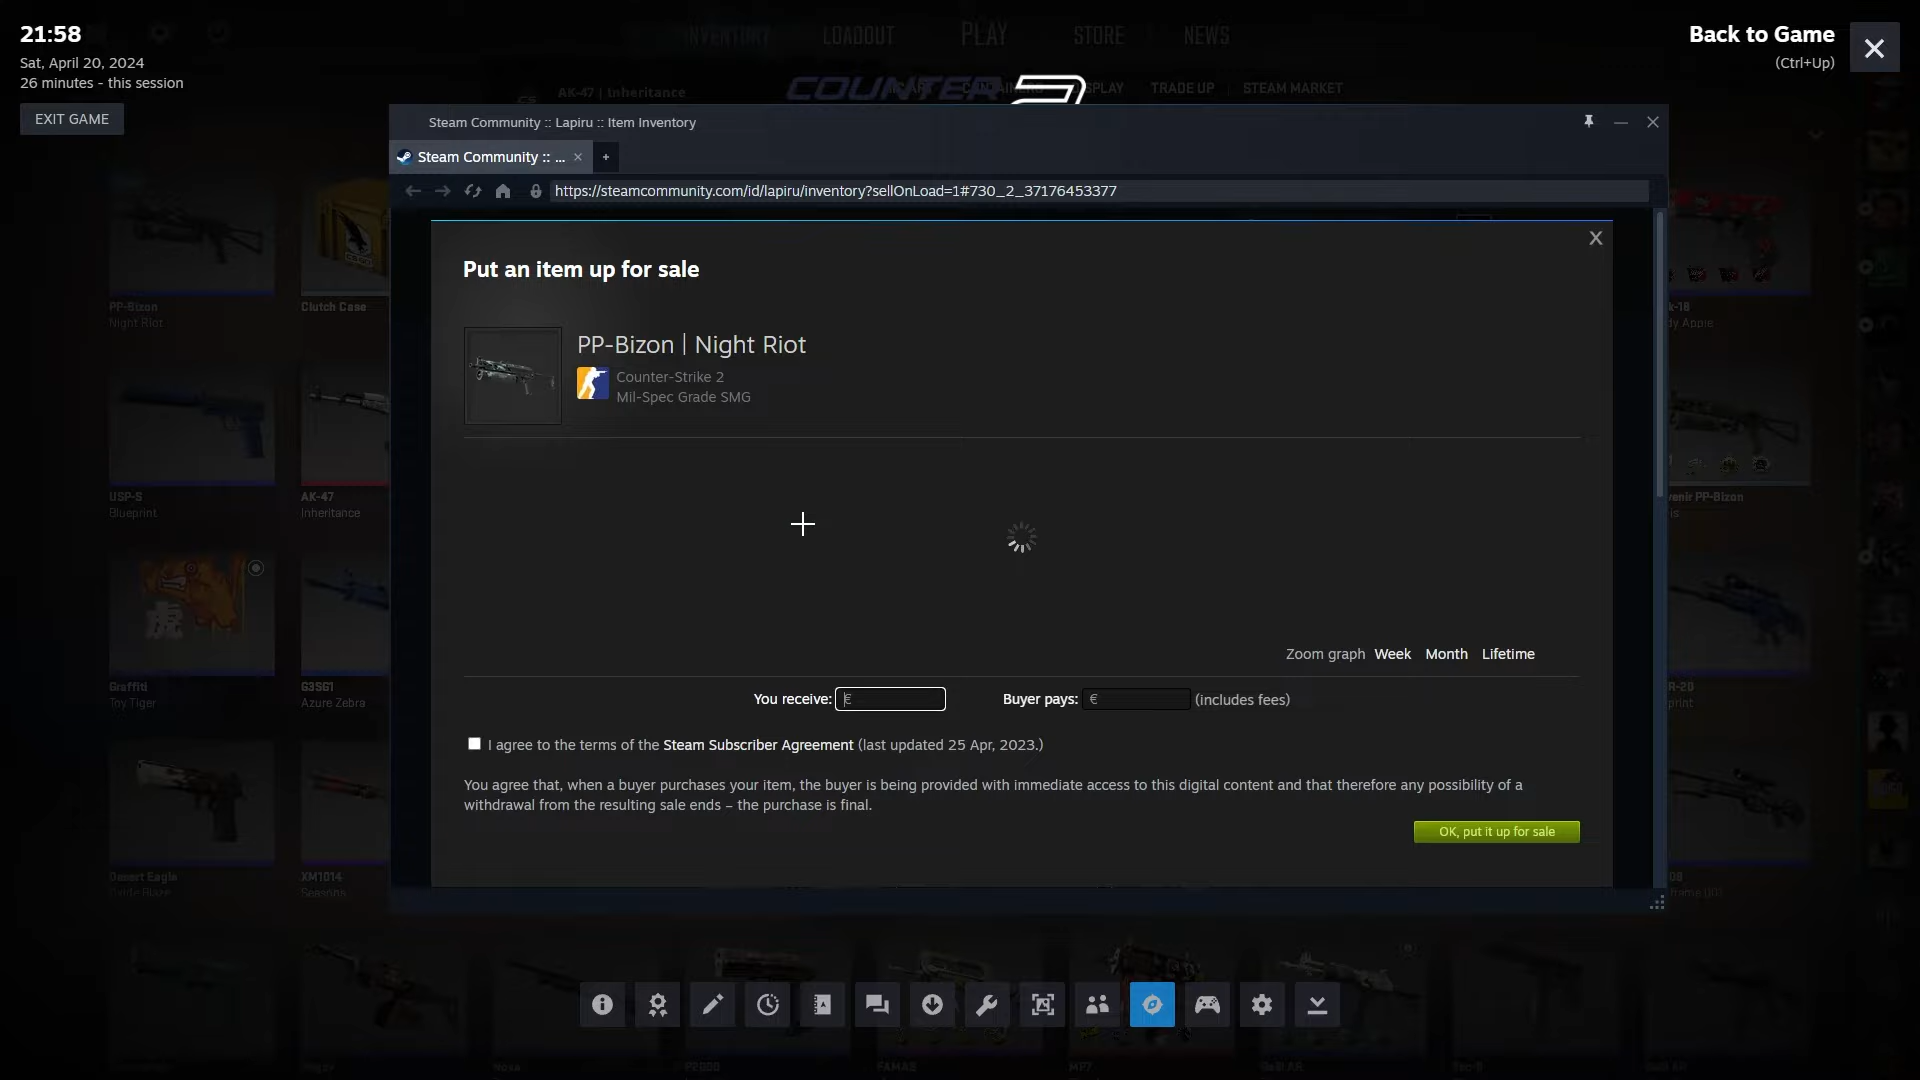 21:58
Sat, April 20, 2024
26 minutes - this session
EXIT GAME
INVENTORY LOADOUT PLAY STORE NEWS
Back to Game
(Ctrl+Up)
AK-47 | Inheritance
COUNTER 2
TRADE UP STEAM MARKET
Steam Community :: Lapiru :: Item Inventory
Steam Community :: ...
https://steamcommunity.com/id/lapiru/inventory?sellOnLoad=1#730_2_37176453377
Put an item up for sale
X
PP-Bizon | Night Riot
Counter-Strike 2
Mil-Spec Grade SMG
Zoom graph Week Month Lifetime
You receive: €
Buyer pays: € (includes fees)
I agree to the terms of the Steam Subscriber Agreement (last updated 25 Apr, 2023.)
You agree that, when a buyer purchases your item, the buyer is being provided with immediate access to this digital content and that therefore any possibility of a
withdrawal from the resulting sale ends – the purchase is final.
OK, put it up for sale
PP-Bizon
Night Riot
Clutch Case
USP-S
Blueprint
AK-47
Inheritance
Graffiti
Toy Tiger
G3SG1
Azure Zebra
Desert Eagle
XM1014
Seasons
PP-Bizon
FAMAS
MP7